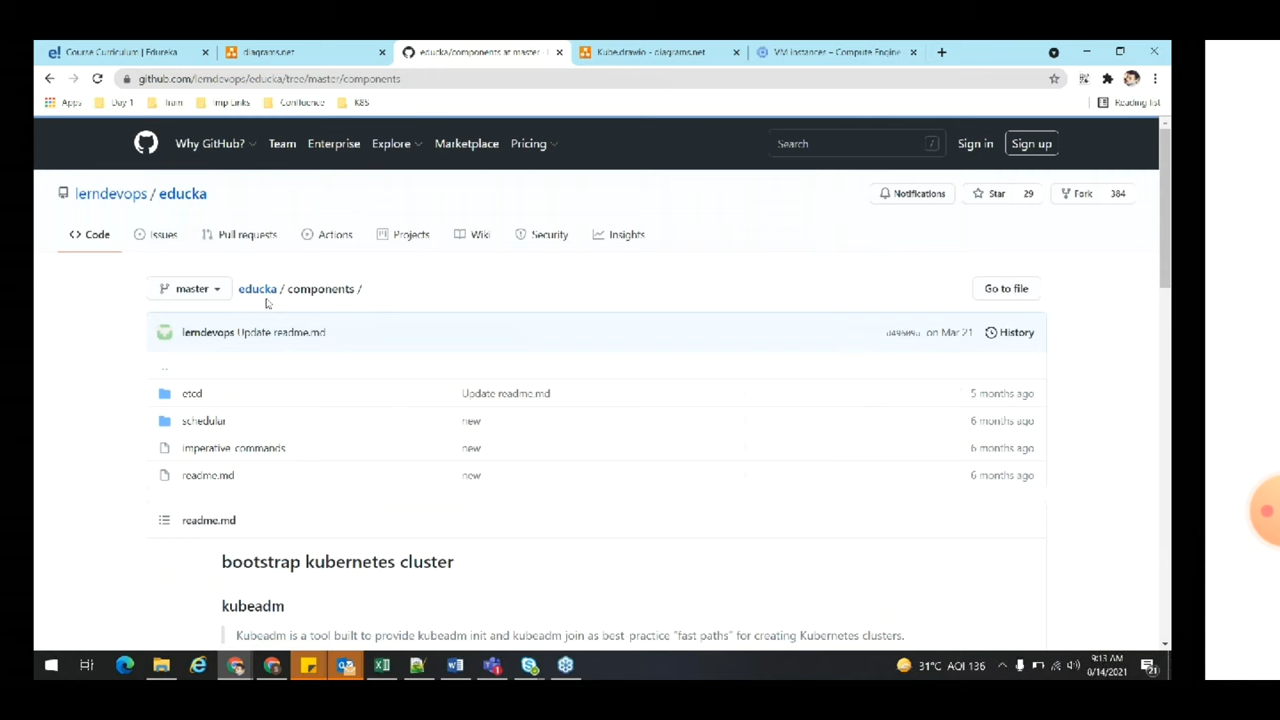 Course Curriculum | Edureka
diagrams.net
educka/components at master
Kube.drawio - diagrams.net
VM instances – Compute Engine
github.com/lerndevops/educka/tree/master/components
Apps Day 1 Train Imp Links Confluence K8S Reading list
Why GitHub? Team Enterprise Explore Marketplace Pricing Search / Sign in Sign up
lerndevops / educka Notifications Star 29 Fork 384
<> Code Issues Pull requests Actions Projects Wiki Security Insights
master educka / components / Go to file
lerndevops Update readme.md on Mar 21 History
..
etcd Update readme.md 5 months ago
schedular new 6 months ago
imperative commands new 6 months ago
readme.md new 6 months ago
readme.md
bootstrap kubernetes cluster
kubeadm
Kubeadm is a tool built to provide kubeadm init and kubeadm join as best practice "fast paths" for creating Kubernetes clusters.
31°C AQI 136 9:13 AM
8/14/2021
21